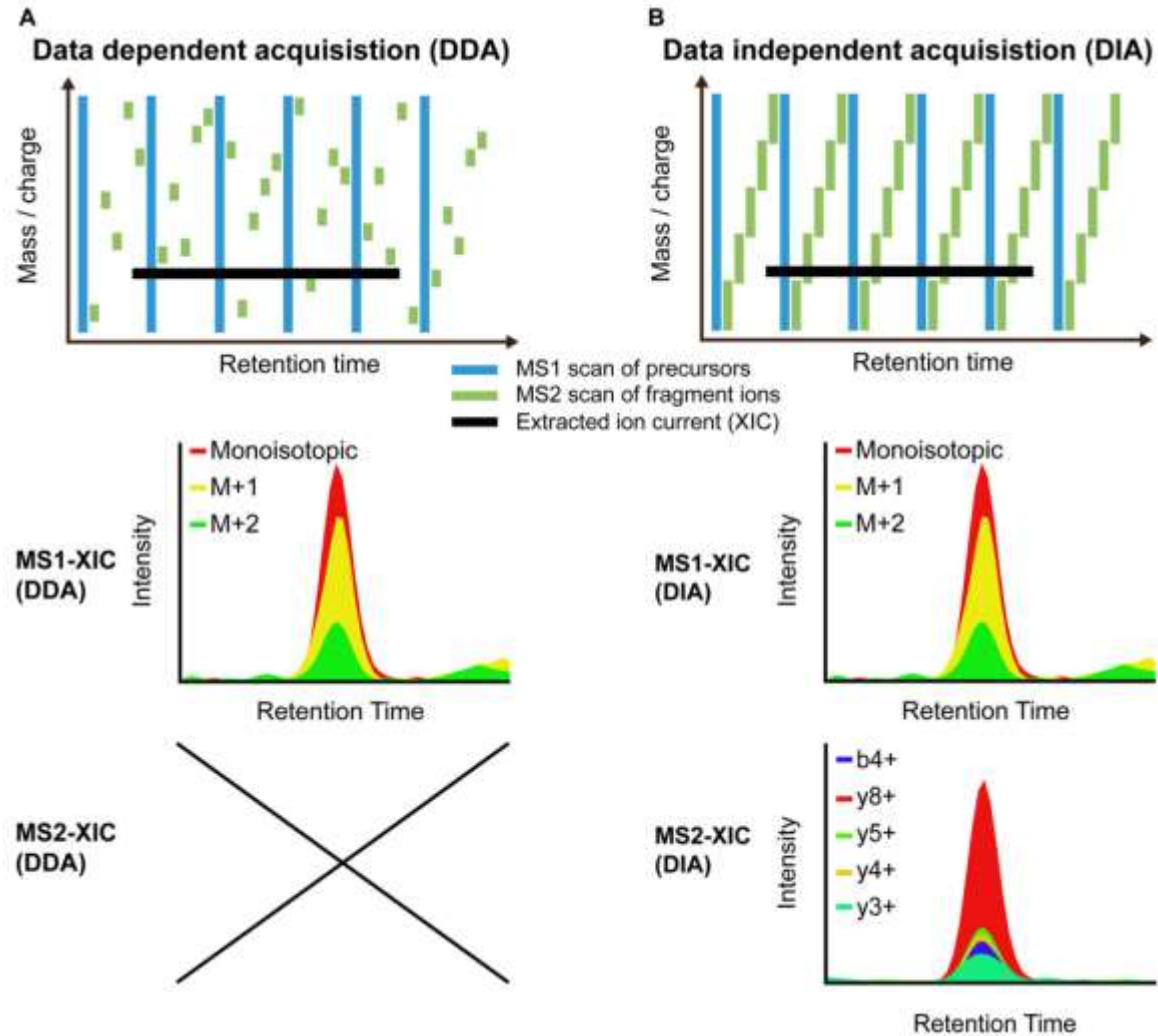 A
Data dependent acquisistion (DDA)
Mass / charge
Retention time
B
Data independent acquisistion (DIA)
Mass / charge
Retention time
MS1 scan of precursors
MS2 scan of fragment ions
Extracted ion current (XIC)
MS1-XIC
(DDA)
Intensity
Monoisotopic
M+1
M+2
Retention Time
MS1-XIC
(DIA)
Intensity
Monoisotopic
M+1
M+2
Retention Time
MS2-XIC
(DDA)
MS2-XIC
(DIA)
Intensity
b4+
y8+
y5+
y4+
y3+
Retention Time